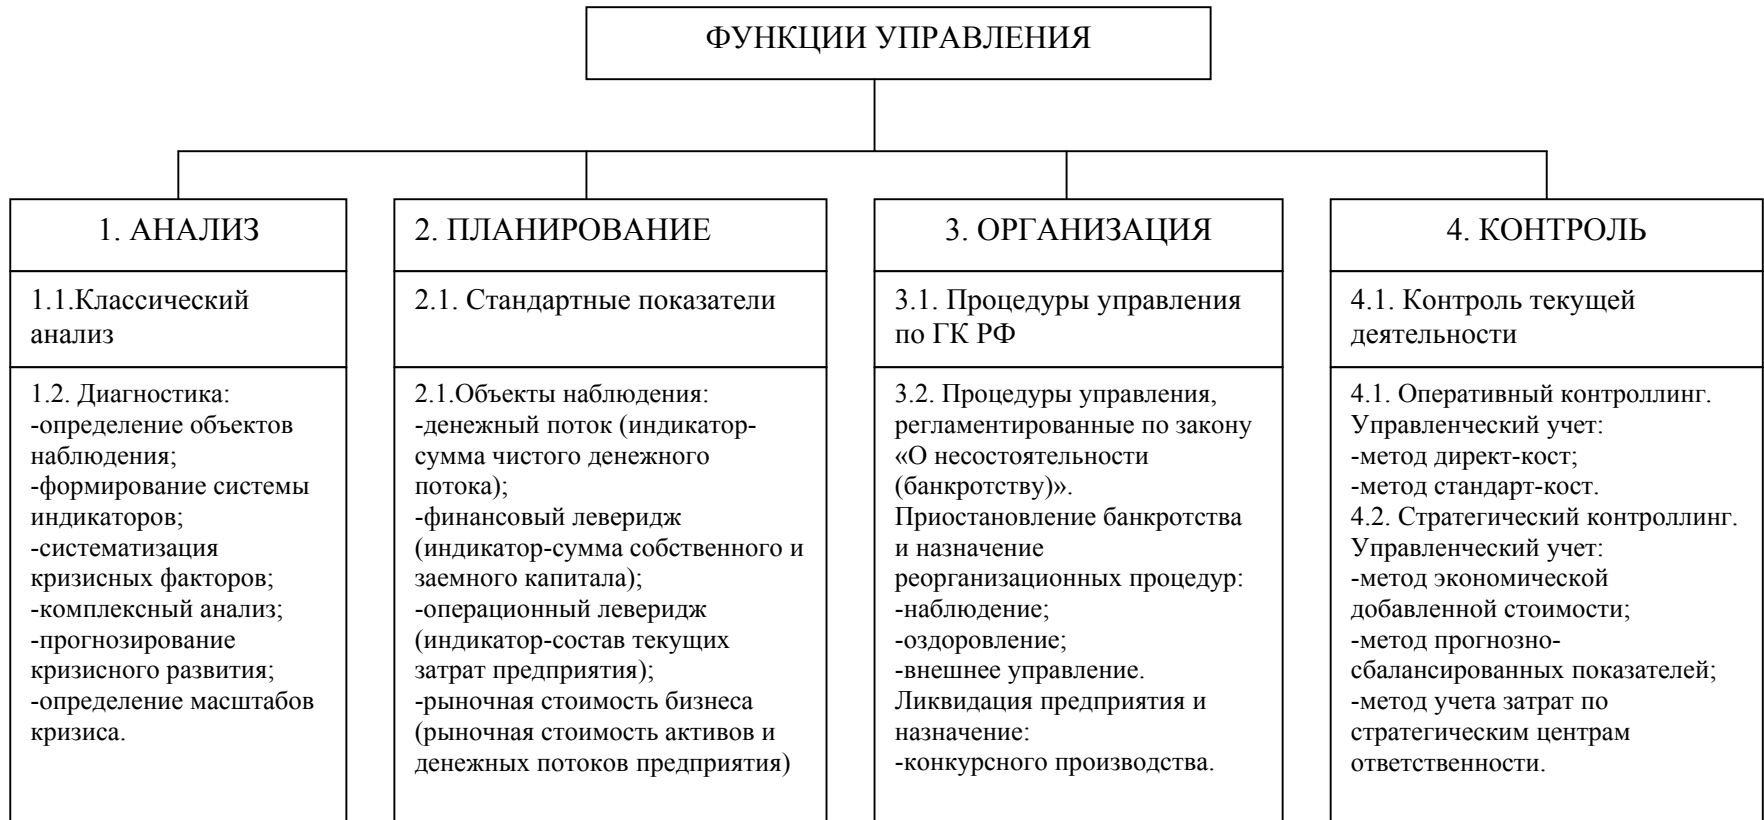 ФУНКЦИИ УПРАВЛЕНИЯ
1. АНАЛИЗ
1.1.Классический
анализ
1.2. Диагностика:
-определение объектов
наблюдения;
-формирование системы
индикаторов;
-систематизация
кризисных факторов;
-комплексный анализ;
-прогнозирование
кризисного развития;
-определение масштабов
кризиса.
2. ПЛАНИРОВАНИЕ
2.1. Стандартные показатели
2.1.Объекты наблюдения:
-денежный поток (индикатор-
сумма чистого денежного
потока);
-финансовый леверидж
(индикатор-сумма собственного и
заемного капитала);
-операционный леверидж
(индикатор-состав текущих
затрат предприятия);
-рыночная стоимость бизнеса
(рыночная стоимость активов и
денежных потоков предприятия)
3. ОРГАНИЗАЦИЯ
3.1. Процедуры управления
по ГК РФ
3.2. Процедуры управления,
регламентированные по закону
«О несостоятельности
(банкротству)».
Приостановление банкротства
и назначение
реорганизационных процедур:
-наблюдение;
-оздоровление;
-внешнее управление.
Ликвидация предприятия и
назначение:
-конкурсного производства.
4. КОНТРОЛЬ
4.1. Контроль текущей
деятельности
4.1. Оперативный контроллинг.
Управленческий учет:
-метод директ-кост;
-метод стандарт-кост.
4.2. Стратегический контроллинг.
Управленческий учет:
-метод экономической
добавленной стоимости;
-метод прогнозно-
сбалансированных показателей;
-метод учета затрат по
стратегическим центрам
ответственности.